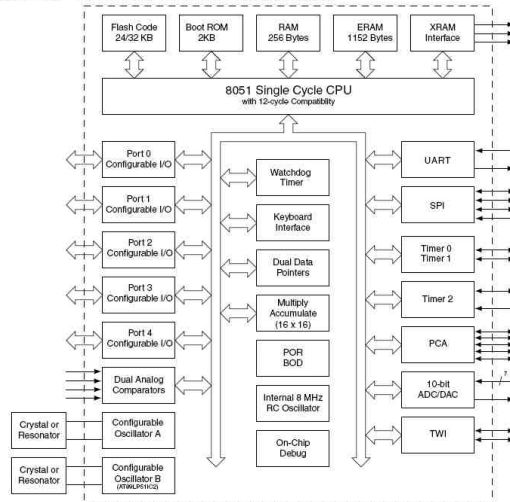 Flash Code
24/32 KB
Boot ROM
2KB
RAM
256 Bytes
ERAM
1152 Bytes
XRAM
Interface
8051 Single Cycle CPU
with 12-cycle Compatiblity
Port 0
Configurable I/O
Port 1
Configurable I/O
Port 2
Configurable I/O
Port 3
Configurable I/O
Port 4
Configurable I/O
Dual Analog
Comparators
Crystal or
Resonator
Configurable
Oscillator A
Crystal or
Resonator
Configurable
Oscillator B
(AT89LP51IC2)
Watchdog
Timer
Keyboard
Interface
Dual Data
Pointers
Multiply
Accumulate
(16 x 16)
POR
BOD
Internal 8 MHz
RC Oscillator
On-Chip
Debug
UART
SPI
Timer 0
Timer 1
Timer 2
PCA
10-bit
ADC/DAC
7
TWI